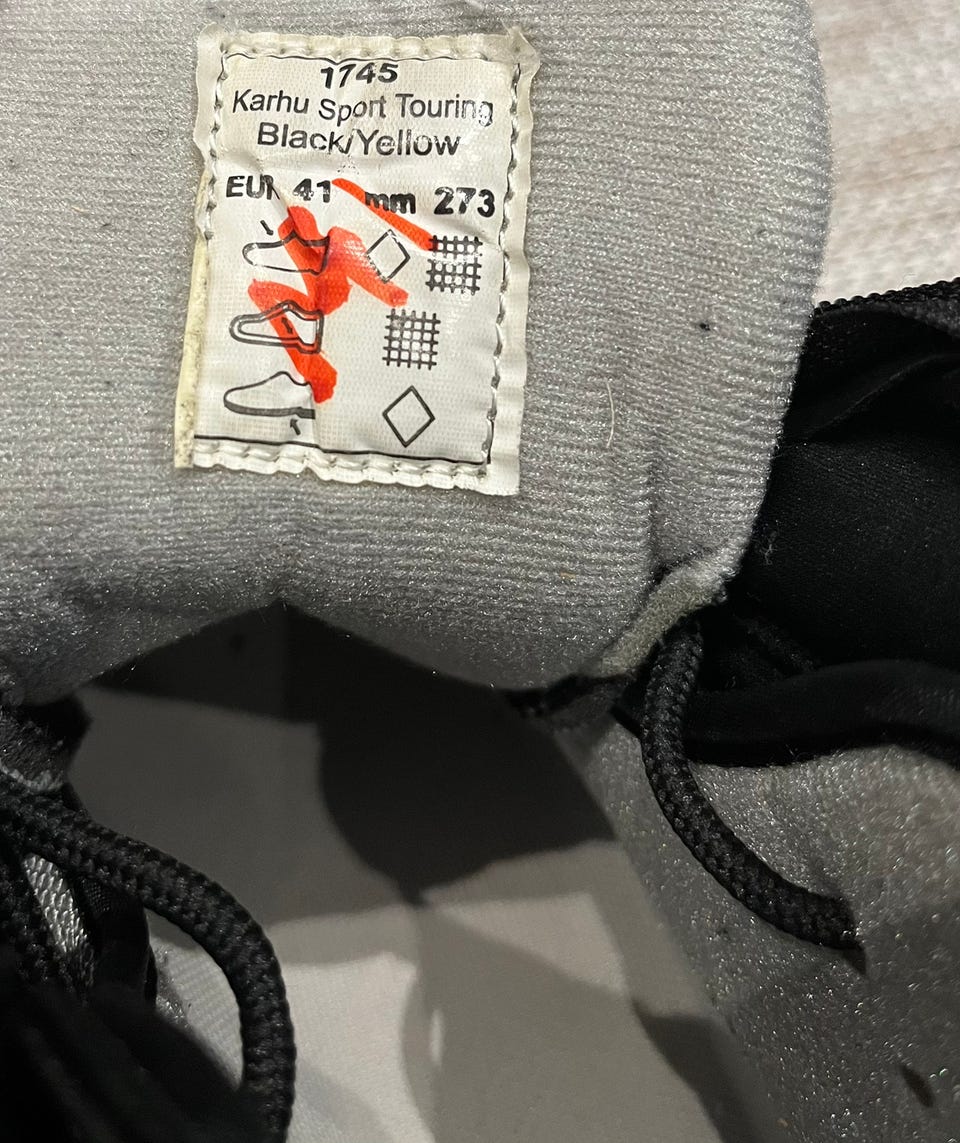 1745
Karhu Sport Touring
Black/Yellow
EUR 41 mm 273